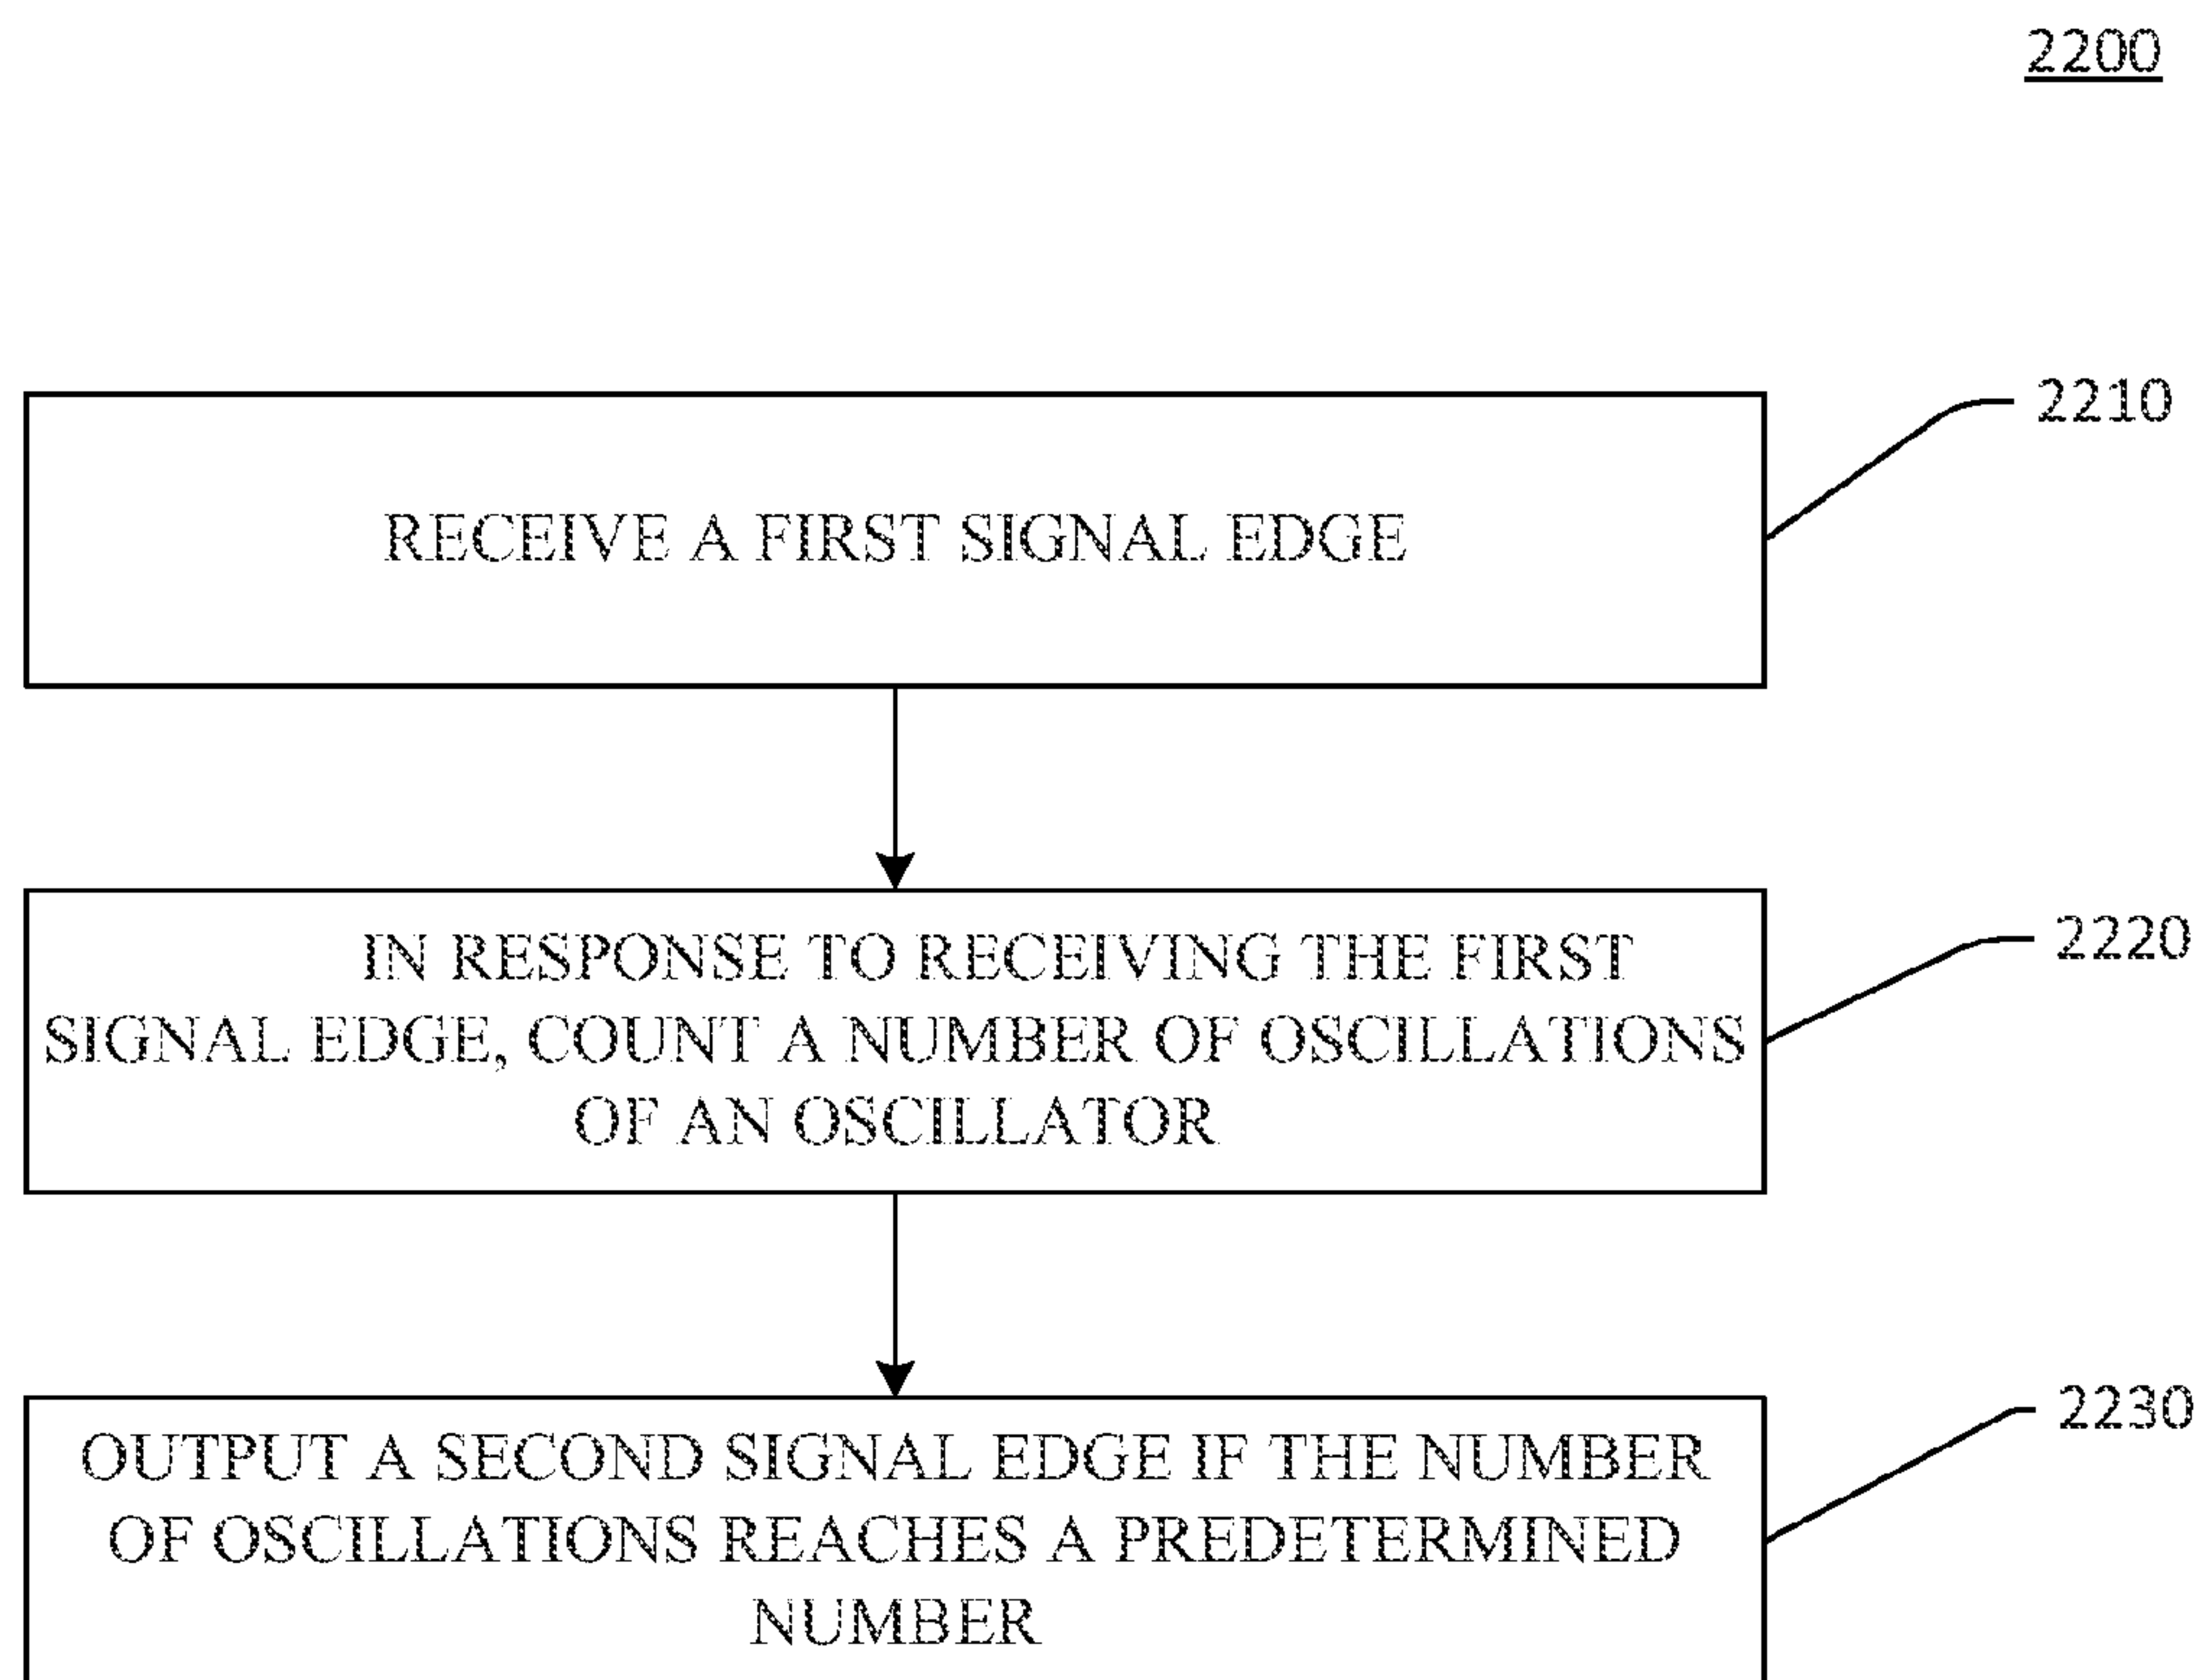 2200
2210
RECEIVE A FIRST SIGNAL EDGE
2220
IN RESPONSE TO RECEIVING THE FIRST
SIGNAL EDGE, COUNT A NUMBER OF OSCILLATIONS
OF AN OSCILLATOR
2230
OUTPUT A SECOND SIGNAL EDGE IF THE NUMBER
OF OSCILLATIONS REACHES A PREDETERMINED
NUMBER